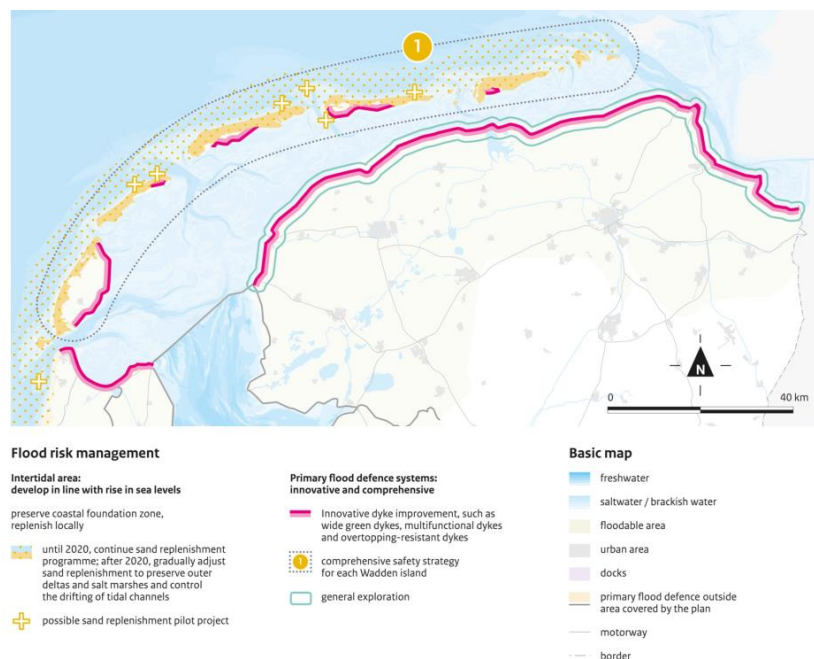 1
N
0
40 km
Flood risk management
Intertidal area:
develop in line with rise in sea levels
preserve coastal foundation zone,
replenish locally
until 2020, continue sand replenishment
programme; after 2020, gradually adjust
sand replenishment to preserve outer
deltas and salt marshes and control
the drifting of tidal channels
possible sand replenishment pilot project
Primary flood defence systems:
innovative and comprehensive
Innovative dyke improvement, such as
wide green dykes, multifunctional dykes
and overtopping-resistant dykes
1
comprehensive safety strategy
for each Wadden island
general exploration
Basic map
freshwater
saltwater / brackish water
floodable area
urban area
docks
primary flood defence outside
area covered by the plan
motorway
border